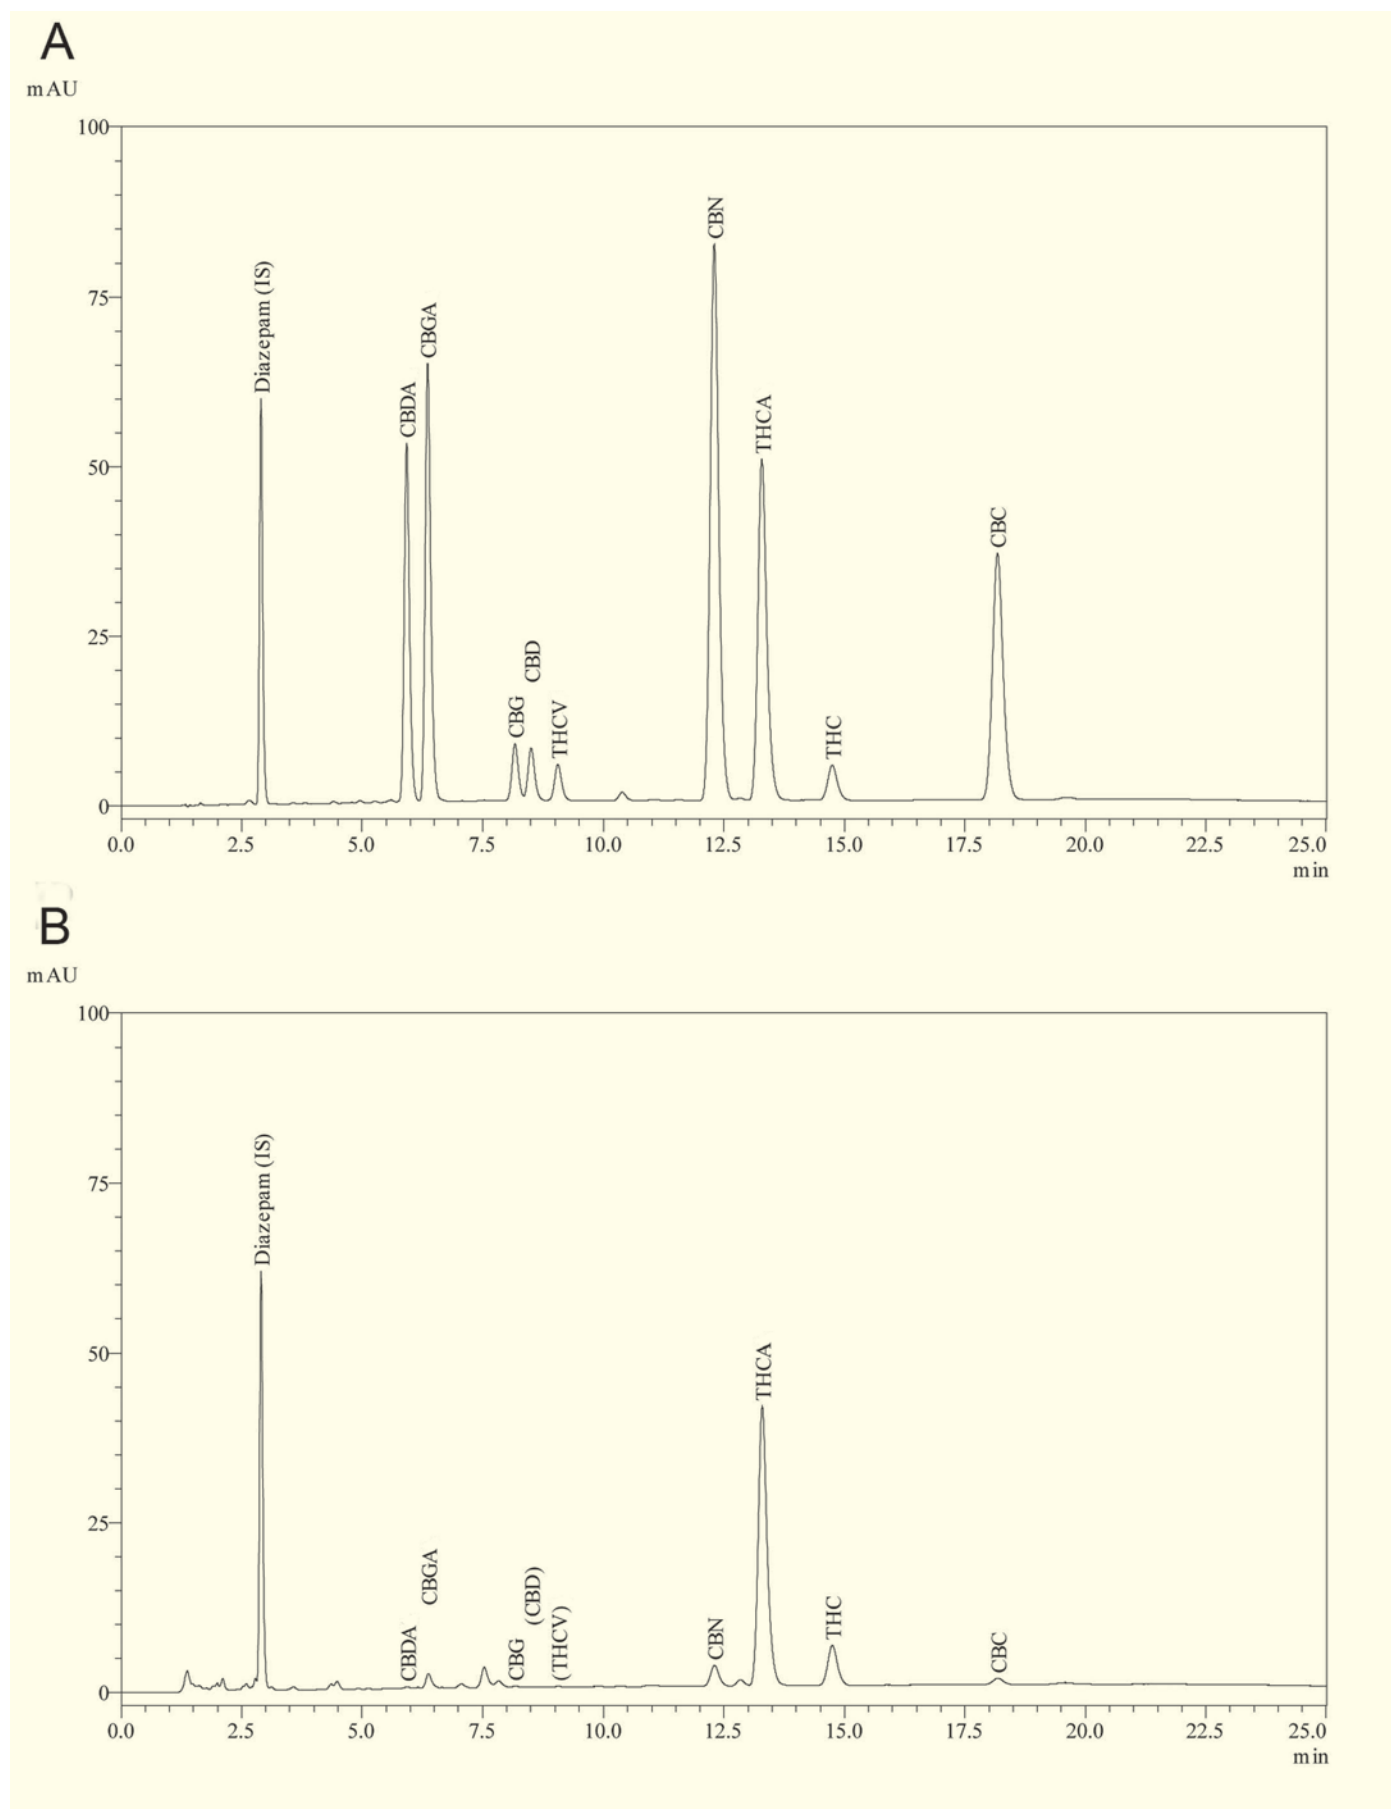 A
mAU
100
75
50
25
0
Diazepam (IS)
CBDA
CBGA
CBG
CBD
THCV
CBN
THCA
THC
CBC
0.0 2.5 5.0 7.5 10.0 12.5 15.0 17.5 20.0 22.5 25.0
min
B
mAU
100
75
50
25
0
Diazepam (IS)
CBDA
CBGA
CBG
(CBD)
(THCV)
CBN
THCA
THC
CBC
0.0 2.5 5.0 7.5 10.0 12.5 15.0 17.5 20.0 22.5 25.0
min